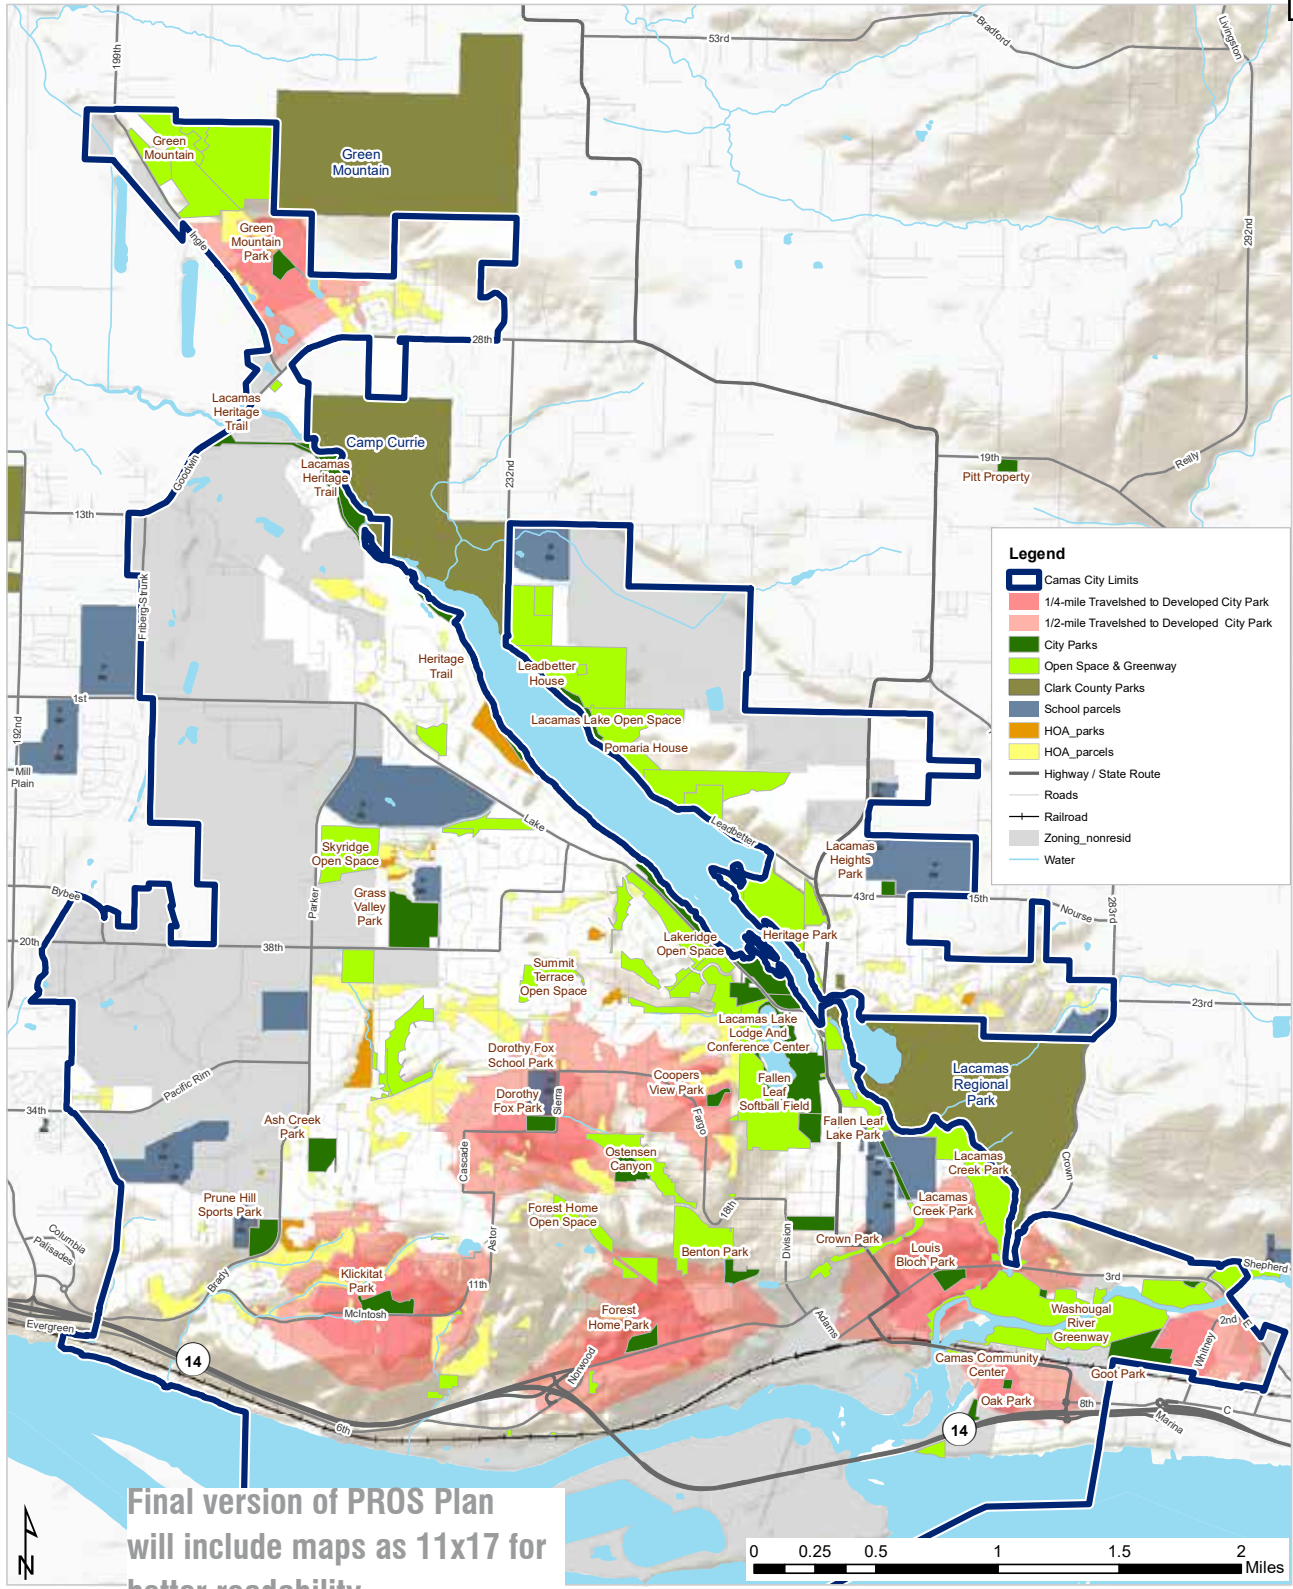 53rd
Bradford
Livingston
199th
Green
Mountain
Green
Mountain
Green
Mountain
Park
Ingle
292nd
28th
Lacamas
Heritage
Trail
Camp Currie
Lacamas
Heritage
Trail
Goodwin
232nd
19th
Reilly
Pitt Property
13th
Friberg-Strunk
Legend
Camas City Limits
1/4-mile Travelshed to Developed City Park
1/2-mile Travelshed to Developed City Park
City Parks
Open Space & Greenway
Clark County Parks
School parcels
HOA_parks
HOA_parcels
Highway / State Route
Roads
Railroad
Zoning_nonresid
Water
Heritage
Trail
Leadbetter
House
1st
192nd
Lacamas Lake Open Space
Pomaria House
Mill
Plain
Lake
Leadbetter
Skyridge
Open Space
Lacamas
Heights
Park
Parker
Grass
Valley
Park
Bybee
43rd
15th
Nourse
283rd
20th
38th
Lakeridge
Open Space
Heritage Park
Summit
Terrace
Open Space
23rd
Lacamas Lake
Lodge And
Conference Center
Dorothy Fox
School Park
Coopers
View Park
Fallen
Leaf
Softball Field
Lacamas
Regional
Park
Pacific Rim
Dorothy
Fox Park
Sierra
Fargo
34th
Ash Creek
Park
Fallen Leaf
Lake Park
Cascade
Ostensen
Canyon
Lacamas
Creek Park
Crown
Prune Hill
Sports Park
Forest Home
Open Space
18th
Lacamas
Creek Park
Columbia
Palisades
Astor
Division
Crown Park
Benton Park
Louis
Bloch Park
Shepherd
Brady
Klickitat
Park
11th
3rd
McIntosh
Forest
Home Park
Adams
Washougal
River
Greenway
2nd
E
Whitney
Evergreen
14
Norwood
Camas Community
Center
Goot Park
Oak Park
8th
C
Marina
6th
14
Final version of PROS Plan
will include maps as 11x17 for
better readability
N
0 0.25 0.5 1 1.5 2
Miles